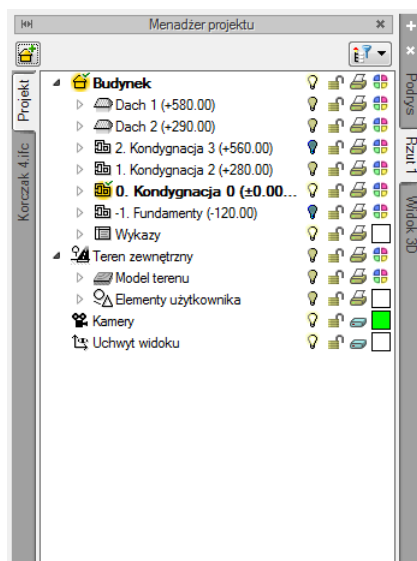 Menadżer projektu
Projekt
Korczak 4.ifc
Budynek
Dach 1 (+580.00)
Dach 2 (+290.00)
2. Kondygnacja 3 (+560.00)
1. Kondygnacja 2 (+280.00)
0. Kondygnacja 0 (±0.00...
-1. Fundamenty (-120.00)
Wykazy
Teren zewnętrzny
Model terenu
Elementy użytkownika
Kamery
Uchwyt widoku
Podrys
Rzut 1
Widok 3D